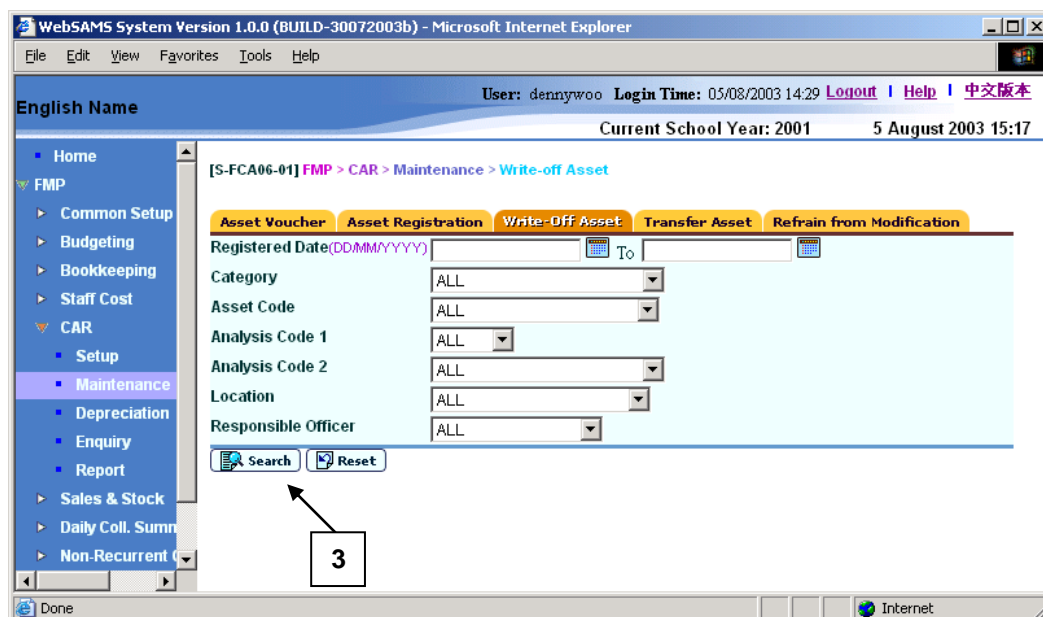 WebSAMS System Version 1.0.0 (BUILD-30072003b) - Microsoft Internet Explorer
File Edit View Favorites Tools Help
English Name
User: dennywoo Login Time: 05/08/2003 14:29 Logout | Help | 中文版本
Current School Year: 2001 5 August 2003 15:17
Home
FMP
Common Setup
Budgeting
Bookkeeping
Staff Cost
CAR
Setup
Maintenance
Depreciation
Enquiry
Report
Sales & Stock
Daily Coll. Summ
Non-Recurrent
[S-FCA06-01] FMP > CAR > Maintenance > Write-off Asset
Asset Voucher Asset Registration Write-Off Asset Transfer Asset Refrain from Modification
Registered Date(DD/MM/YYYY) To
Category ALL
Asset Code ALL
Analysis Code 1 ALL
Analysis Code 2 ALL
Location ALL
Responsible Officer ALL
Search Reset
3
Done Internet